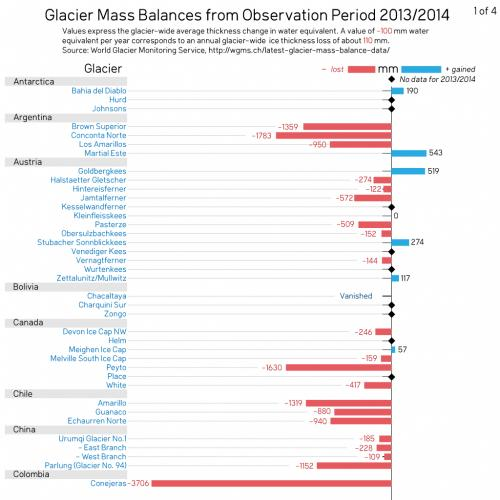 Glacier Mass Balances from Observation Period 2013/2014
1 of 4
Values express the glacier-wide average thickness change in water equivalent. A value of -100 mm water
equivalent per year corresponds to an annual glacier-wide ice thickness loss of about 110 mm.
Source: World Glacier Monitoring Service, http://wgms.ch/latest-glacier-mass-balance-data/
Glacier
- lost mm + gained
Antarctica
No data for 2013/2014
Bahia del Diablo 190
Hurd
Johnsons
Argentina
Brown Superior -1359
Conconta Norte -1783
Los Amarillos -950
Martial Este 543
Austria
Goldbergkees 519
Halstaetter Gletscher -274
Hintereisferner -122
Jamtalferner -572
Kesselwandferner
Kleinfleisskees 0
Pasterze -509
Obersulzbachkees -152
Stubacher Sonnblickkees 274
Venediger Kees
Vernagtferner -144
Wurtenkees
Zettalunitz/Mullwitz 117
Bolivia
Chacaltaya Vanished
Charquini Sur
Zongo
Canada
Devon Ice Cap NW -246
Helm
Meighen Ice Cap 57
Melville South Ice Cap -159
Peyto -1630
Place
White -417
Chile
Amarillo -1319
Guanaco -880
Echaurren Norte -940
China
Urumqi Glacier No.1 -185
- East Branch -228
- West Branch -109
Parlung (Glacier No. 94) -1152
Colombia
Conejeras -3706